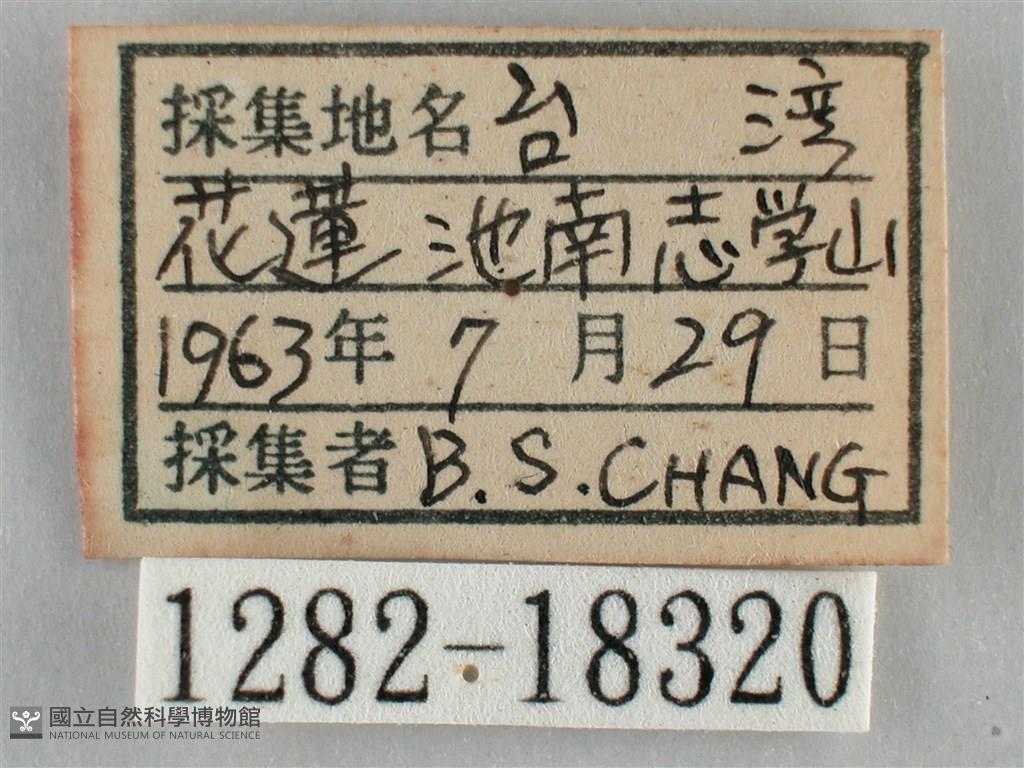 採集地名 台 湾
花蓮 池南志学山
1963年 7 月 29 日
採集者 B. S. CHANG
1282-18320
國立自然科學博物館
NATIONAL MUSEUM OF NATURAL SCIENCE